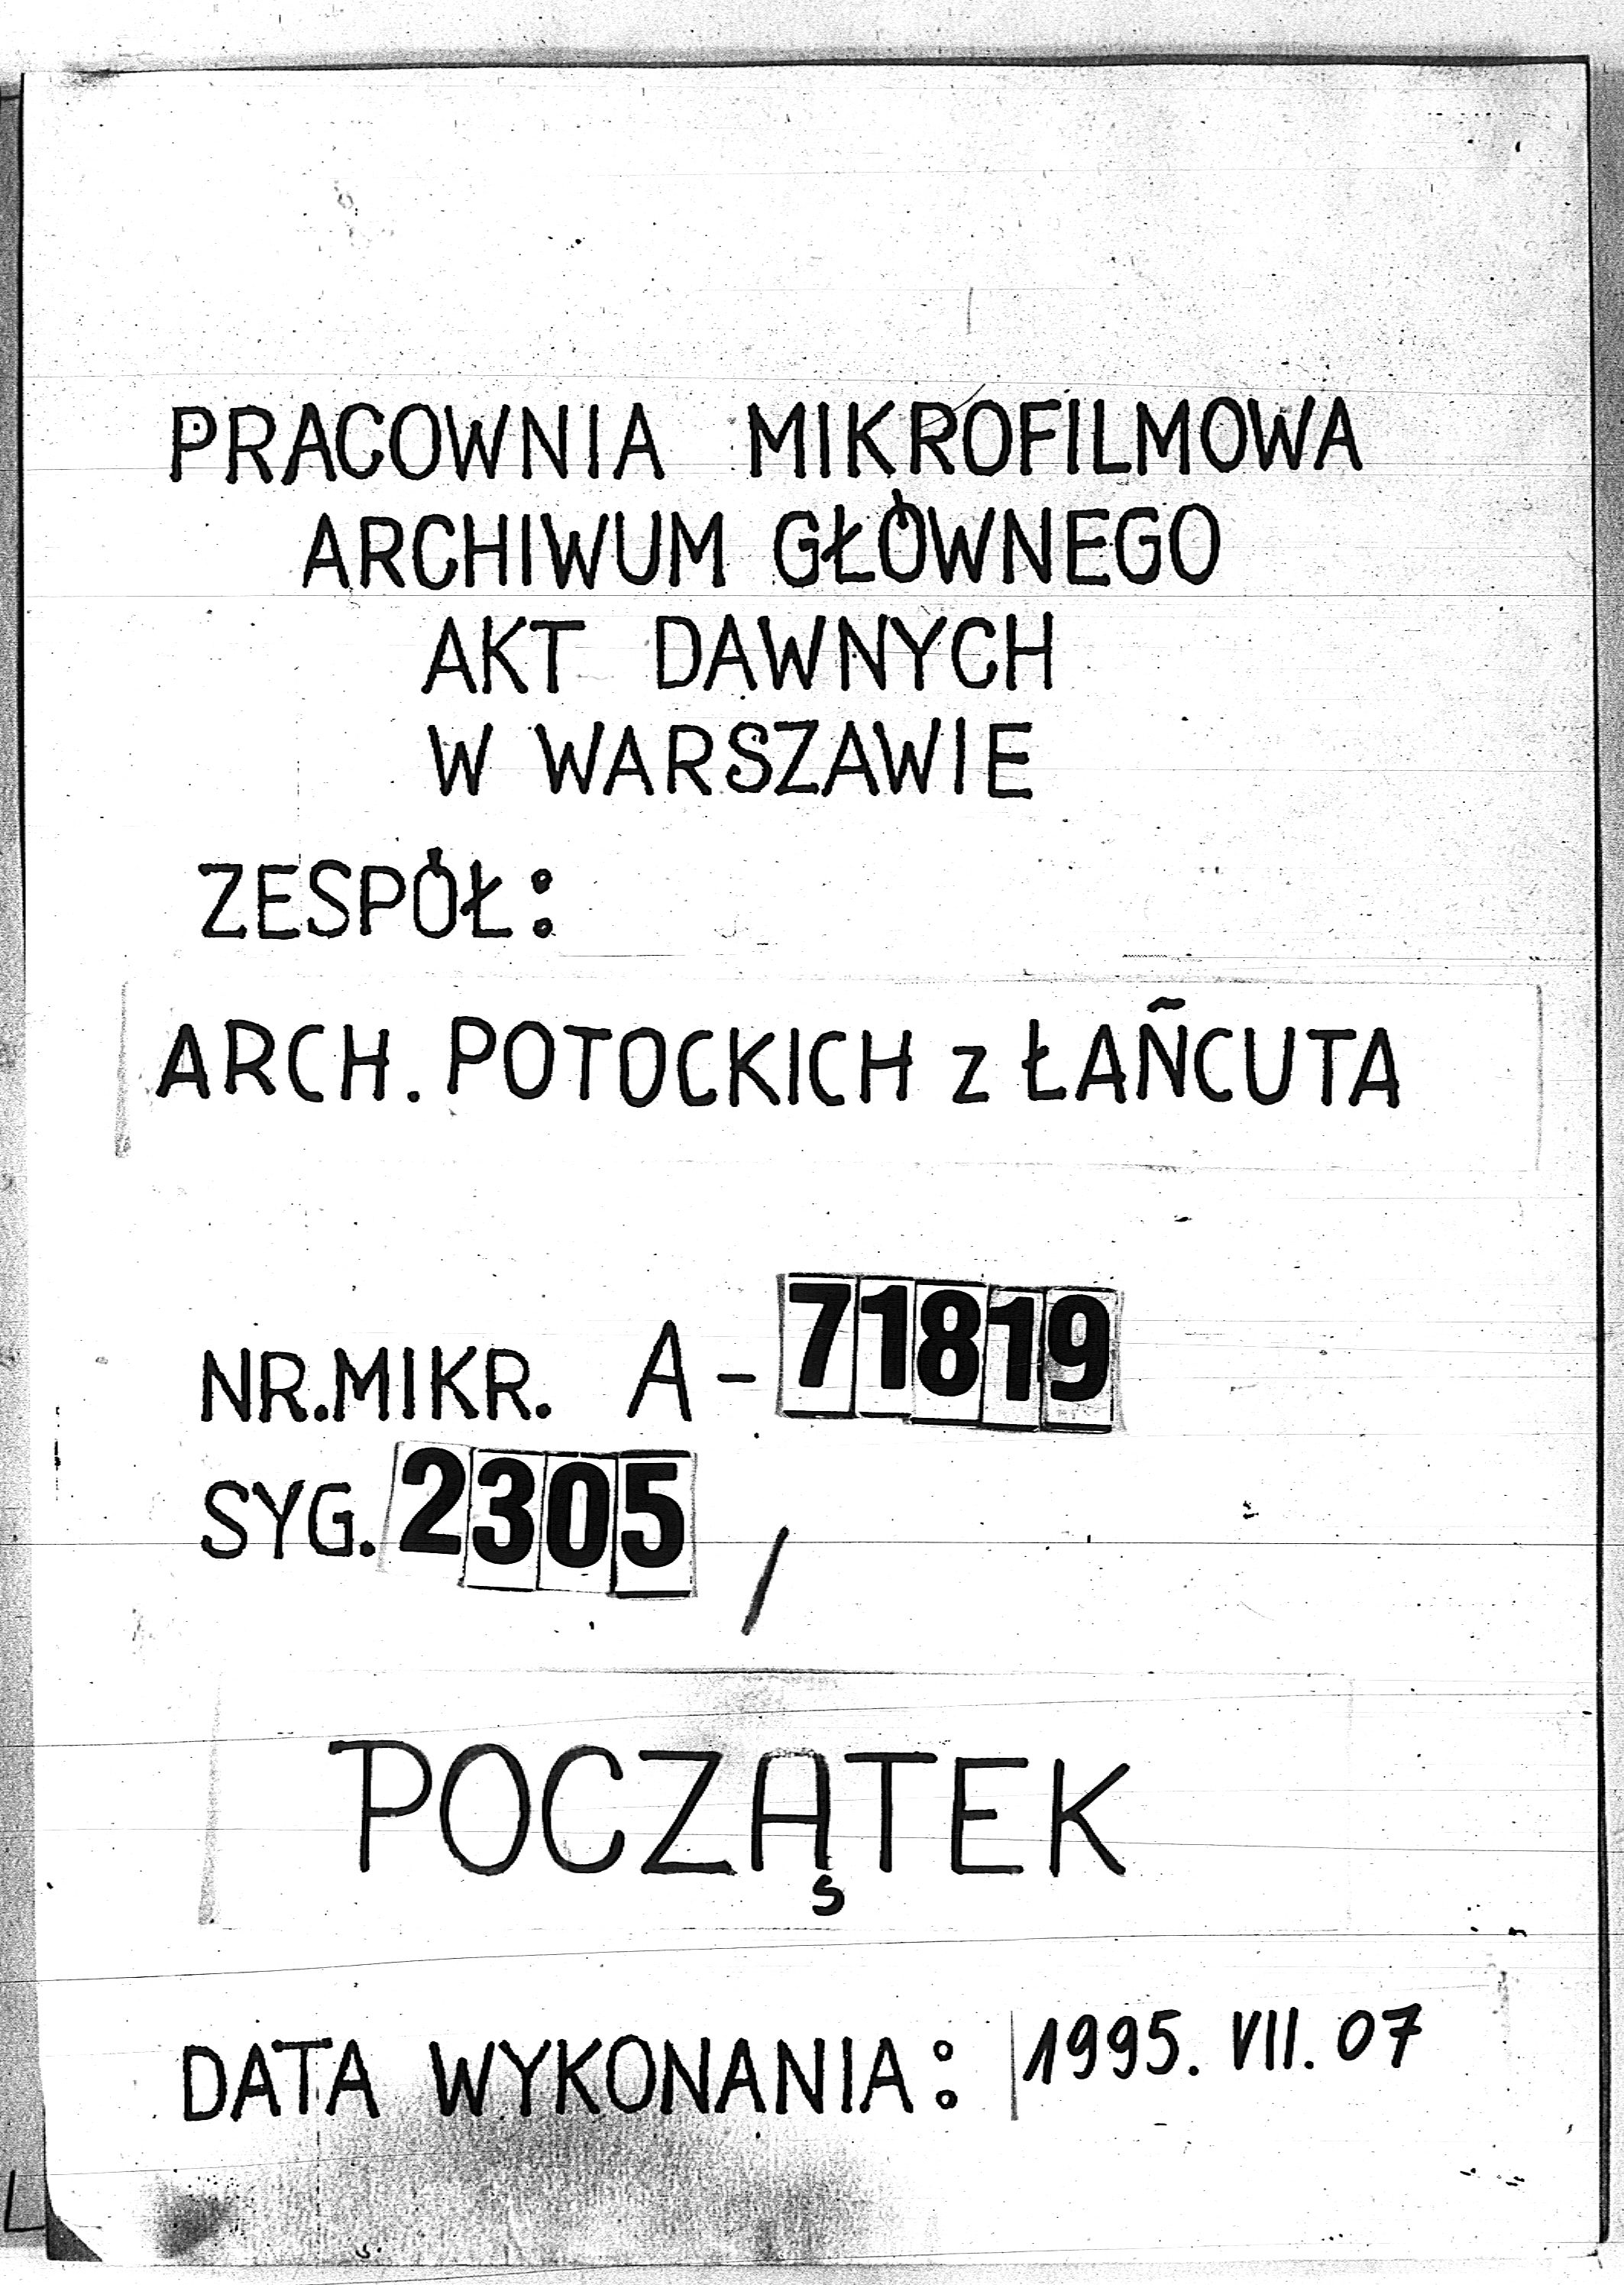 PRACOWNIA MIKROFILMOWA
ARCHIWUM GŁÓWNEGO
AKT DAWNYCH
W WARSZAWIE
ZESPÓŁ:
ARCH. POTOCKICH z ŁAŃCUTA
NR.MIKR. A-71819
SYG. 2305 /
POCZĄTEK
DATA WYKONANIA: 1995. VII. 07